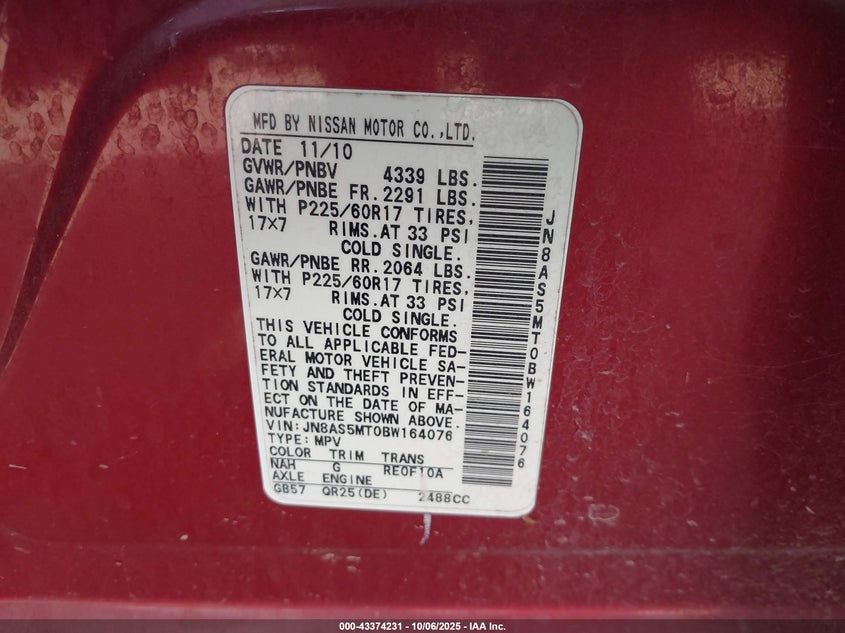 MFD BY NISSAN MOTOR CO.,LTD.
DATE 11/10
GVWR/PNBV 4339 LBS.
GAWR/PNBE FR. 2291 LBS.
WITH P225/60R17 TIRES,
17×7 RIMS.AT 33 PSI
COLD SINGLE.
GAWR/PNBE RR. 2064 LBS.
WITH P225/60R17 TIRES,
17×7 RIMS.AT 33 PSI
COLD SINGLE.
THIS VEHICLE CONFORMS
TO ALL APPLICABLE FED-
ERAL MOTOR VEHICLE SA-
FETY AND THEFT PREVEN-
TION STANDARDS IN EFF-
ECT ON THE DATE OF MA-
NUFACTURE SHOWN ABOVE.
VIN:JN8AS5MT0BW164076
TYPE: MPV
COLOR TRIM TRANS
NAH G RE0F10A
AXLE ENGINE
GB57 QR25(DE) 2488CC
JN8AS5MT0BW164076
000-43374231 - 10/06/2025 - IAA Inc.